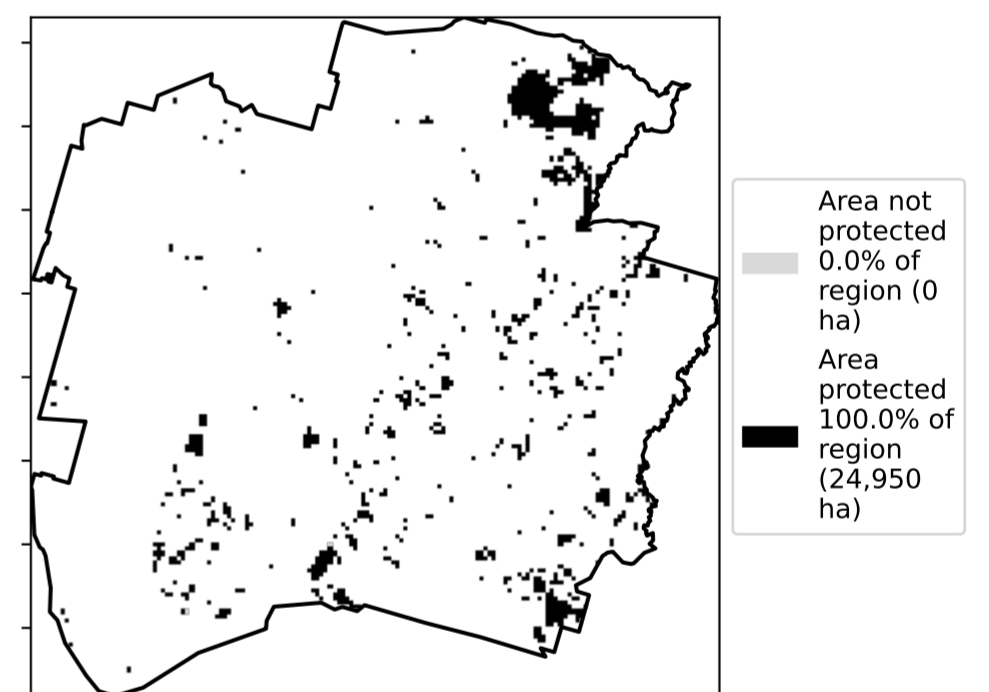 Area not
protected
0.0% of
region (0
ha)
Area
protected
100.0% of
region
(24,950
ha)